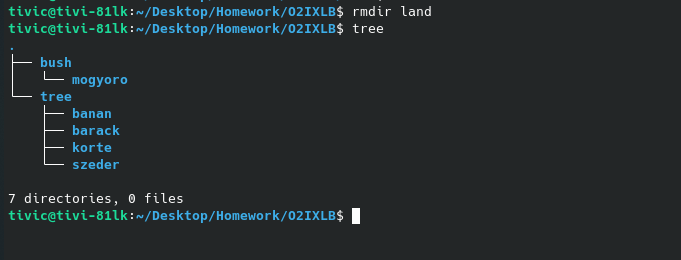 tivic@tivi-81lk:~/Desktop/Homework/O2IXLB$ rmdir land
tivic@tivi-81lk:~/Desktop/Homework/O2IXLB$ tree
.
├── bush
│   └── mogyoro
└── tree
    ├── banan
    ├── barack
    ├── korte
    └── szeder
7 directories, 0 files
tivic@tivi-81lk:~/Desktop/Homework/O2IXLB$